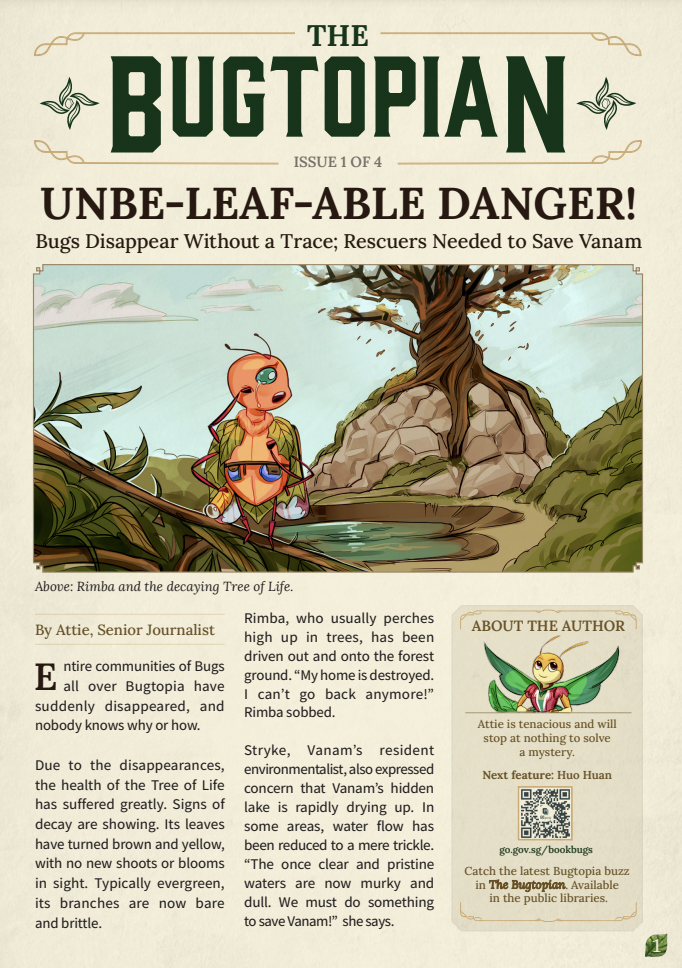 THE
BUGTOPIAN
ISSUE 1 OF 4
UNBE-LEAF-ABLE DANGER!
Bugs Disappear Without a Trace; Rescuers Needed to Save Vanam
Above: Rimba and the decaying Tree of Life.
By Attie, Senior Journalist
Entire communities of Bugs
all over Bugtopia have
suddenly disappeared, and
nobody knows why or how.
Due to the disappearances,
the health of the Tree of Life
has suffered greatly. Signs of
decay are showing. Its leaves
have turned brown and yellow,
with no new shoots or blooms
in sight. Typically evergreen,
its branches are now bare
and brittle.
Rimba, who usually perches
high up in trees, has been
driven out and onto the forest
ground. “My home is destroyed.
I can’t go back anymore!”
Rimba sobbed.
Stryke, Vanam’s resident
environmentalist, also expressed
concern that Vanam’s hidden
lake is rapidly drying up. In
some areas, water flow has
been reduced to a mere trickle.
“The once clear and pristine
waters are now murky and
dull. We must do something
to save Vanam!” she says.
ABOUT THE AUTHOR
Attie is tenacious and will
stop at nothing to solve
a mystery.
Next feature: Huo Huan
go.gov.sg/bookbugs
Catch the latest Bugtopia buzz
in The Bugtopian. Available
in the public libraries.
1